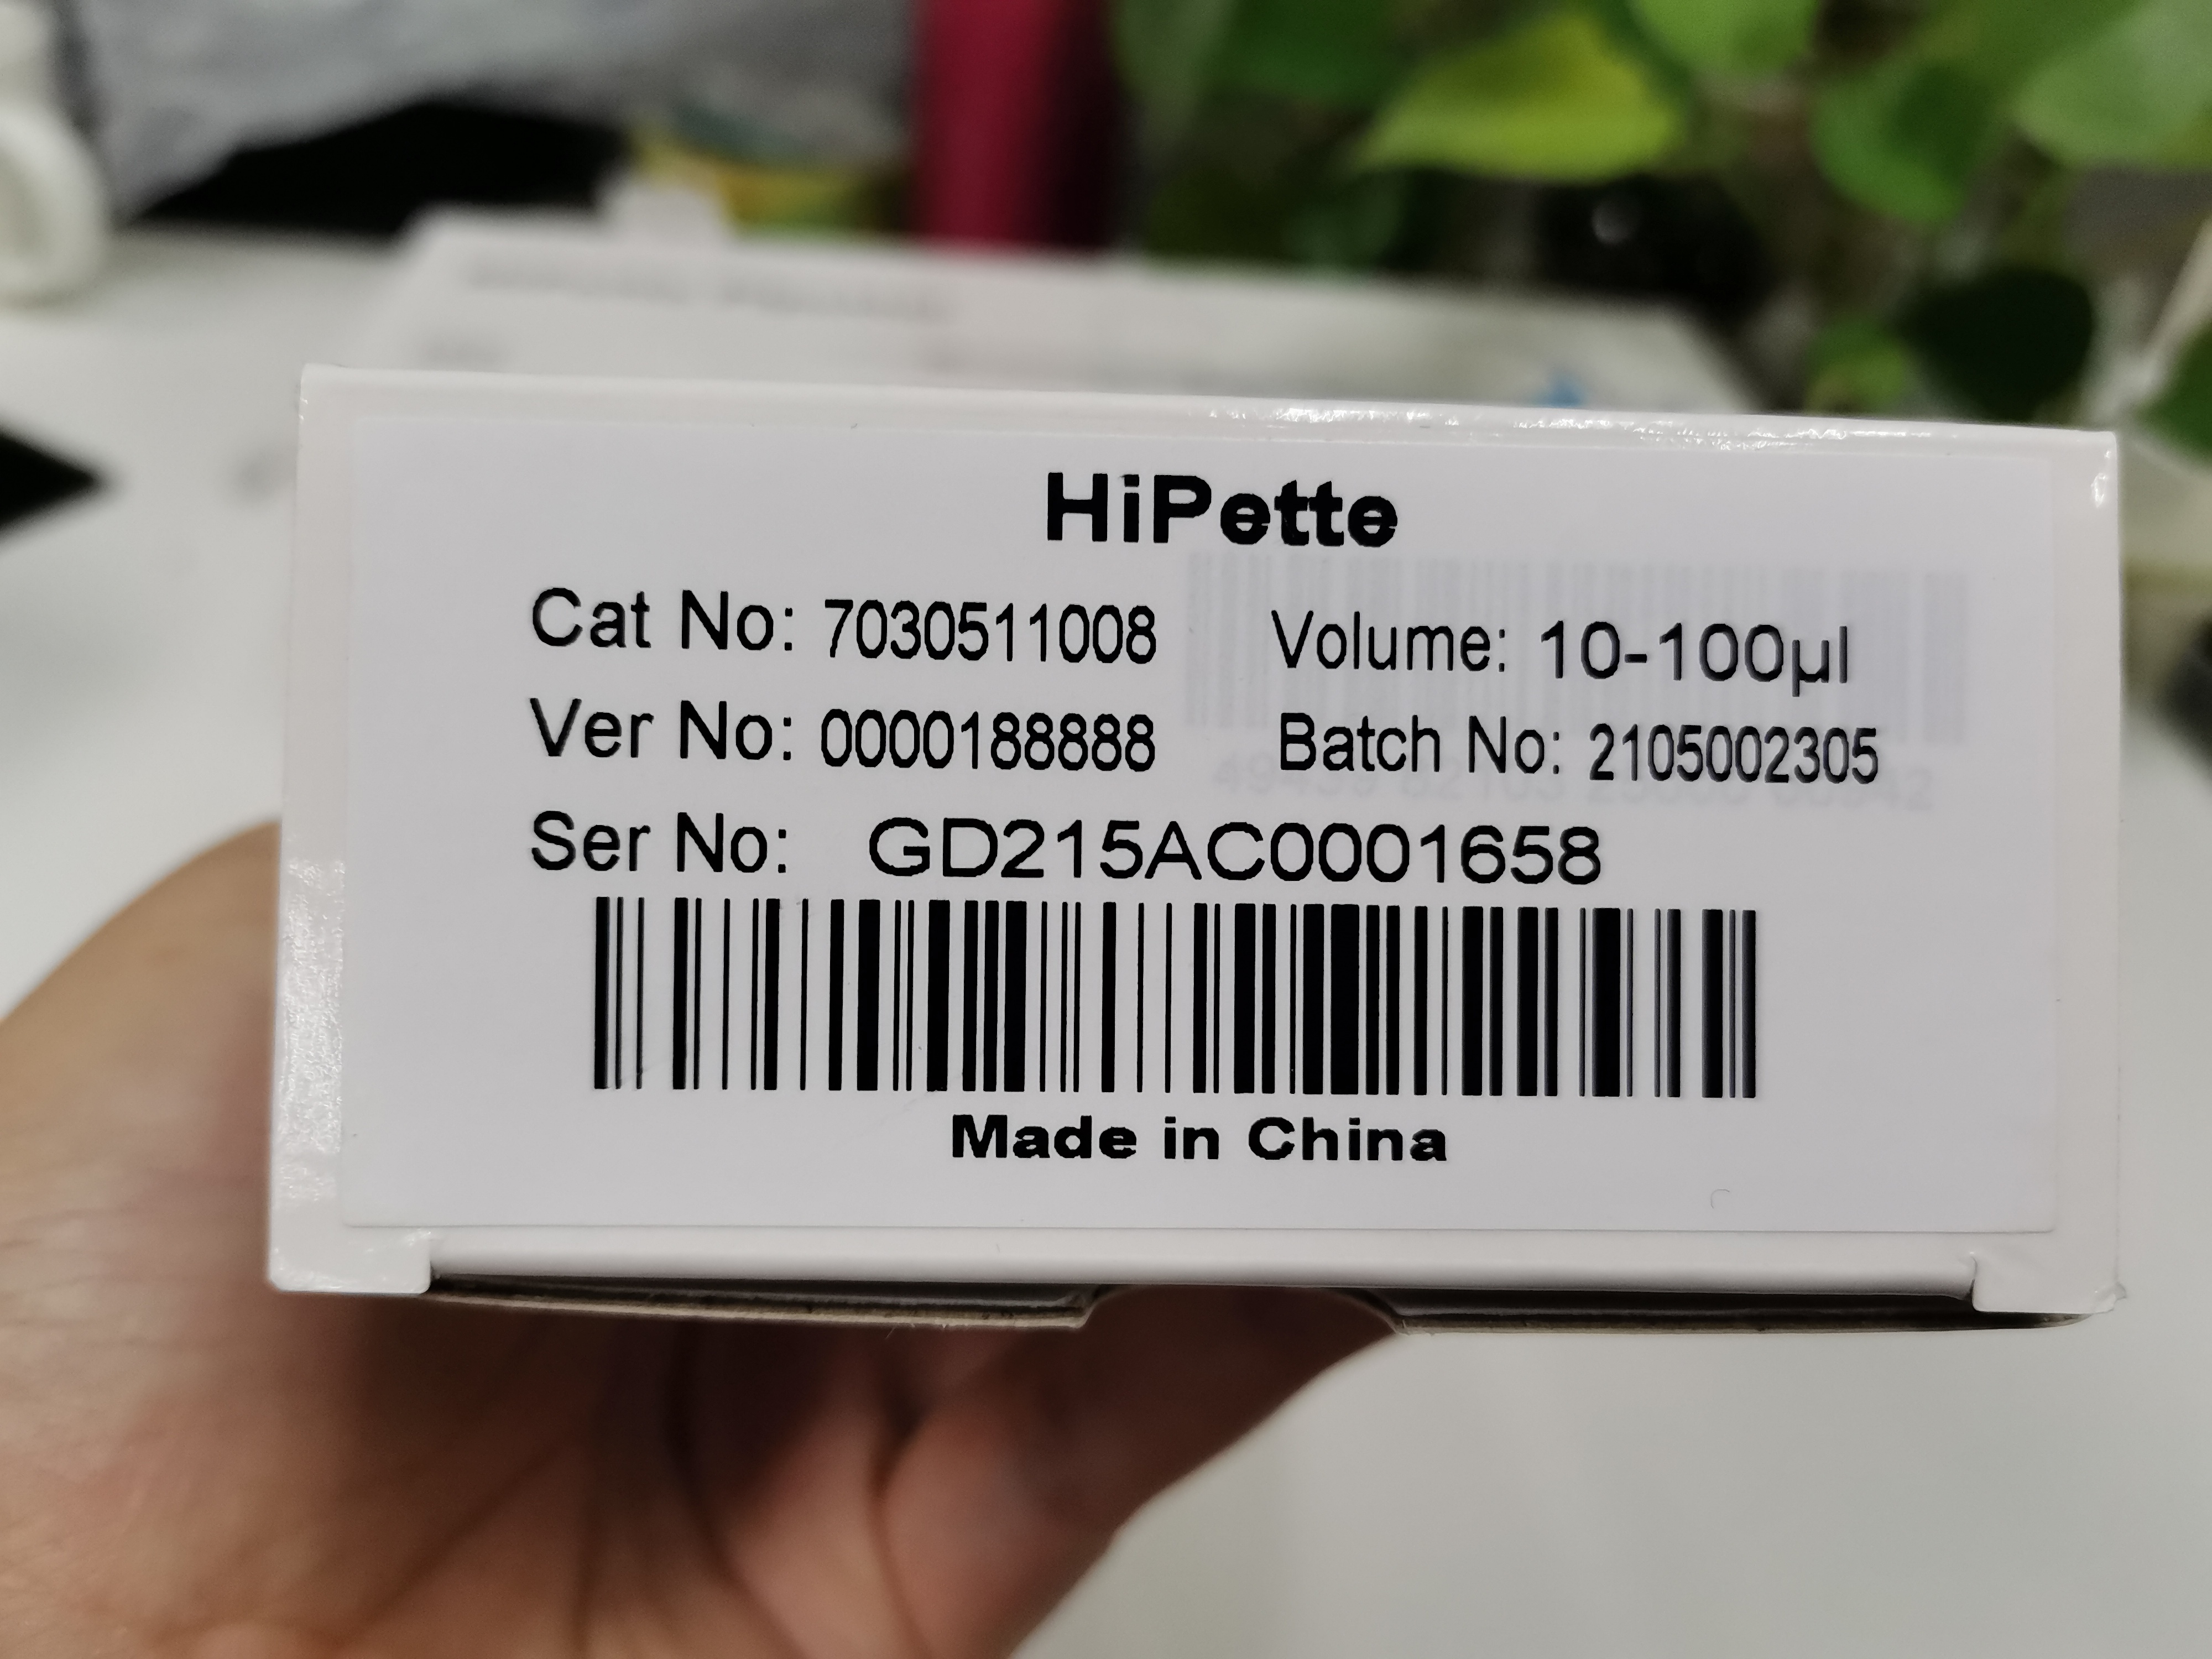 HiPette
Cat No: 7030511008 Volume: 10-100µl
Ver No: 0000188888 Batch No: 2105002305
Ser No: GD215AC0001658
Made in China